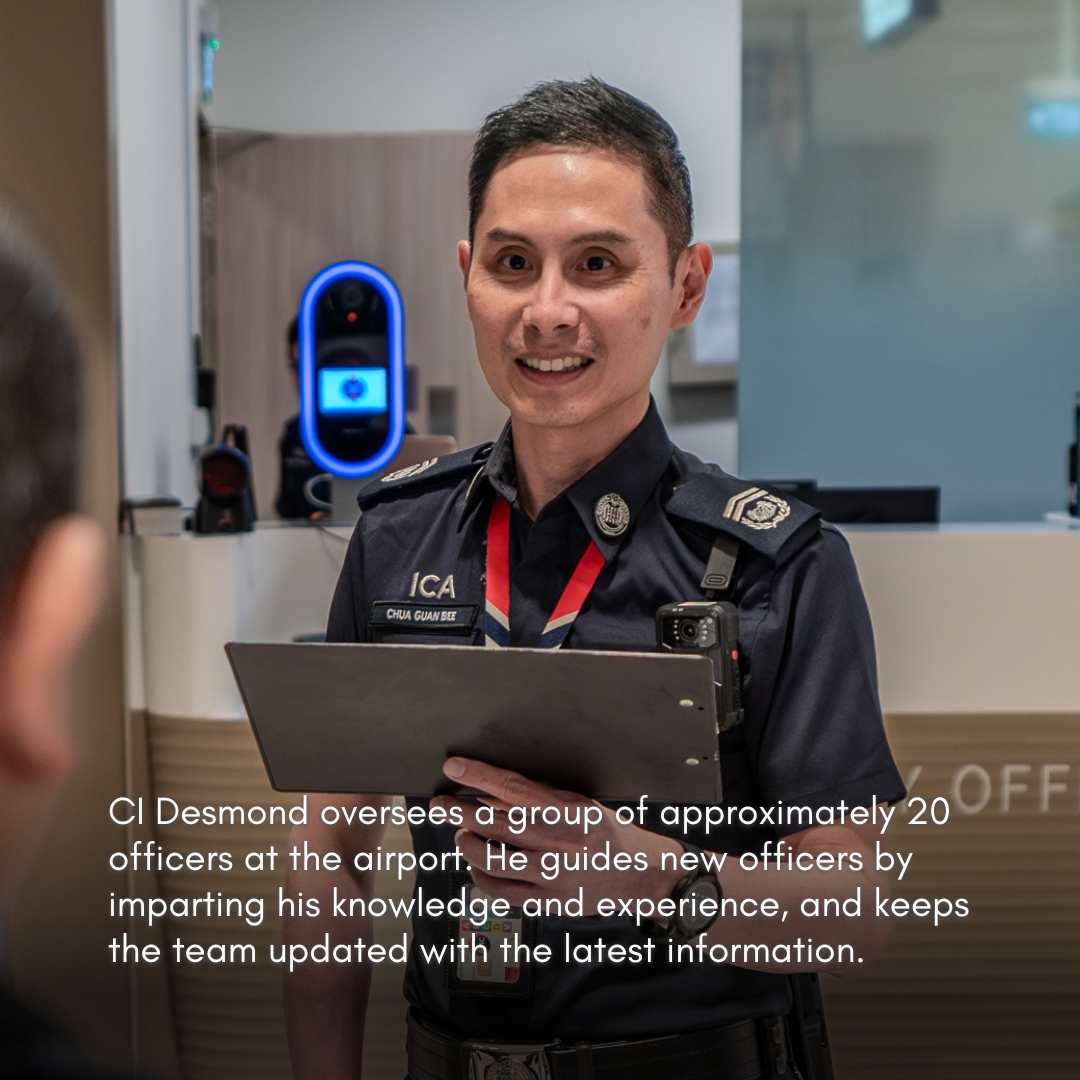 ICA
CHUA GUAN BEE
Y OFF
CI Desmond oversees a group of approximately 20
officers at the airport. He guides new officers by
imparting his knowledge and experience, and keeps
the team updated with the latest information.